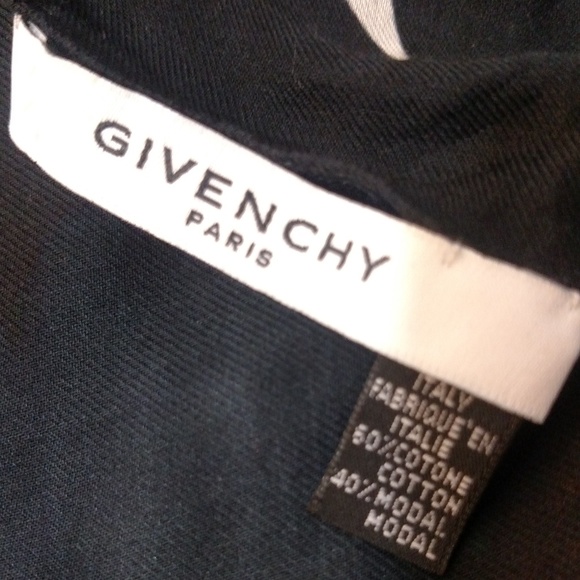 GIVENCHY
PARIS
ITALY
FABRIQUE EN
ITALIE
60%COTONE
COTTON
40%MODAL
MODAL